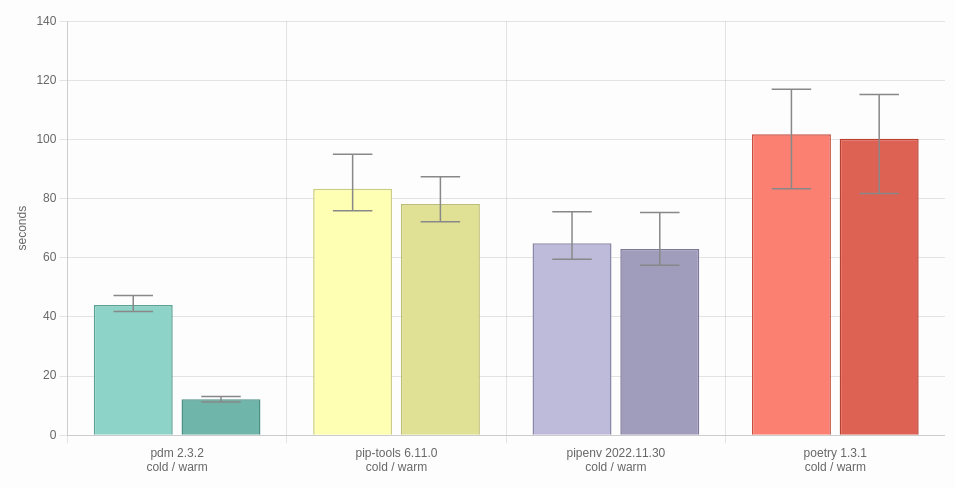 140
120
100
80
60
40
20
0
seconds
pdm 2.3.2
cold / warm
pip-tools 6.11.0
cold / warm
pipenv 2022.11.30
cold / warm
poetry 1.3.1
cold / warm